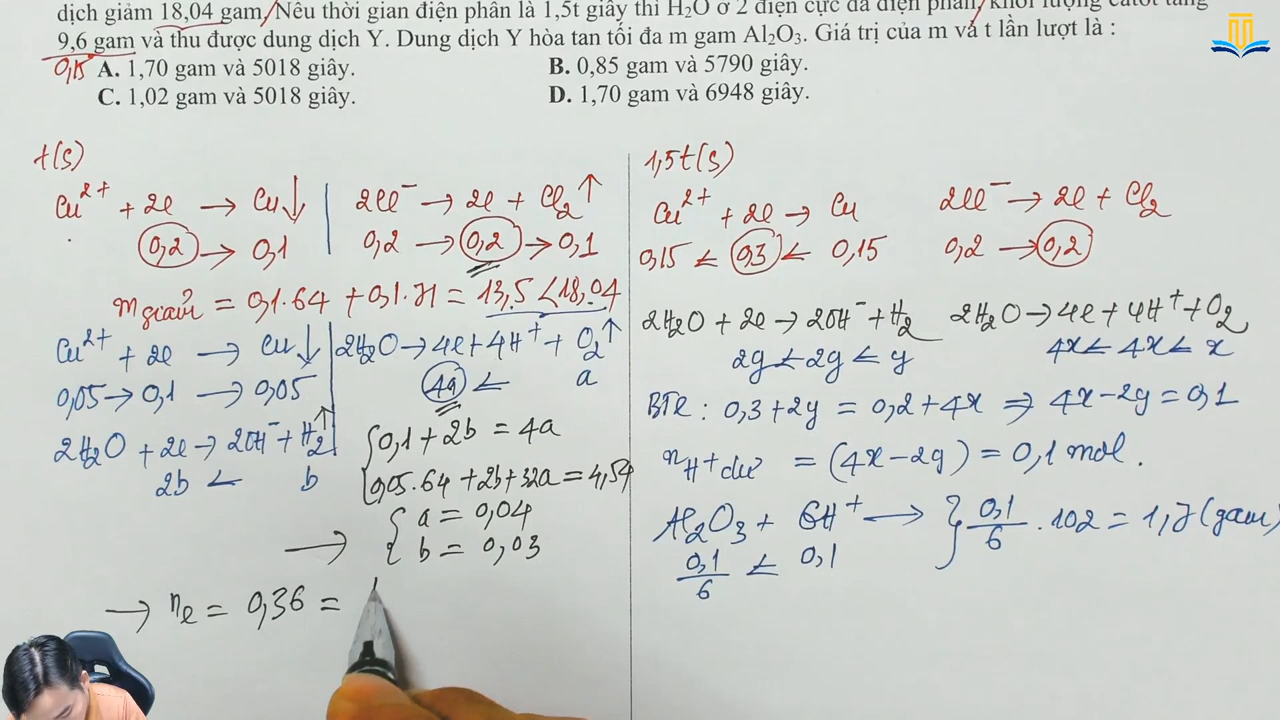 dịch giảm 18,04 gam. Nếu thời gian điện phân là 1,5t giây thì H₂O ở 2 điện cực đã điện phân, khối lượng catot tăng
9,6 gam và thu được dung dịch Y. Dung dịch Y hòa tan tối đa m gam Al₂O₃. Giá trị của m và t lần lượt là :
0,15
A. 1,70 gam và 5018 giây.
B. 0,85 gam và 5790 giây.
C. 1,02 gam và 5018 giây.
D. 1,70 gam và 6948 giây.
t(s)
Cu²⁺ + 2e → Cu↓
2Cl⁻ → 2e + Cl₂↑
0,2 → 0,1
0,2 → 0,2 → 0,1
m giảm = 0,1.64 + 0,1.71 = 13,5 < 18,04
Cu²⁺ + 2e → Cu↓
2H₂O → 4e + 4H⁺ + O₂↑
0,05 → 0,1 → 0,05
4a ← a
2H₂O + 2e → 2OH⁻ + H₂↑
2b ← b
{0,1 + 2b = 4a
{0,05.64 + 2b + 32a = 4,54
→ { a = 0,04
{ b = 0,03
→ nₑ = 0,36 =
1,5t(s)
Cu²⁺ + 2e → Cu
2Cl⁻ → 2e + Cl₂
0,15 ← 0,3 ← 0,15
0,2 → 0,2
2H₂O + 2e → 2OH⁻ + H₂
2H₂O → 4e + 4H⁺ + O₂
2y ← 2y ← y
4x ← 4x ← x
BTe : 0,3 + 2y = 0,2 + 4x ⇒ 4x - 2y = 0,1
nH⁺ dư = (4x - 2y) = 0,1 mol.
Al₂O₃ + 6H⁺ → } 0,1/6 . 102 = 1,7 (gam)
0,1/6 ← 0,1